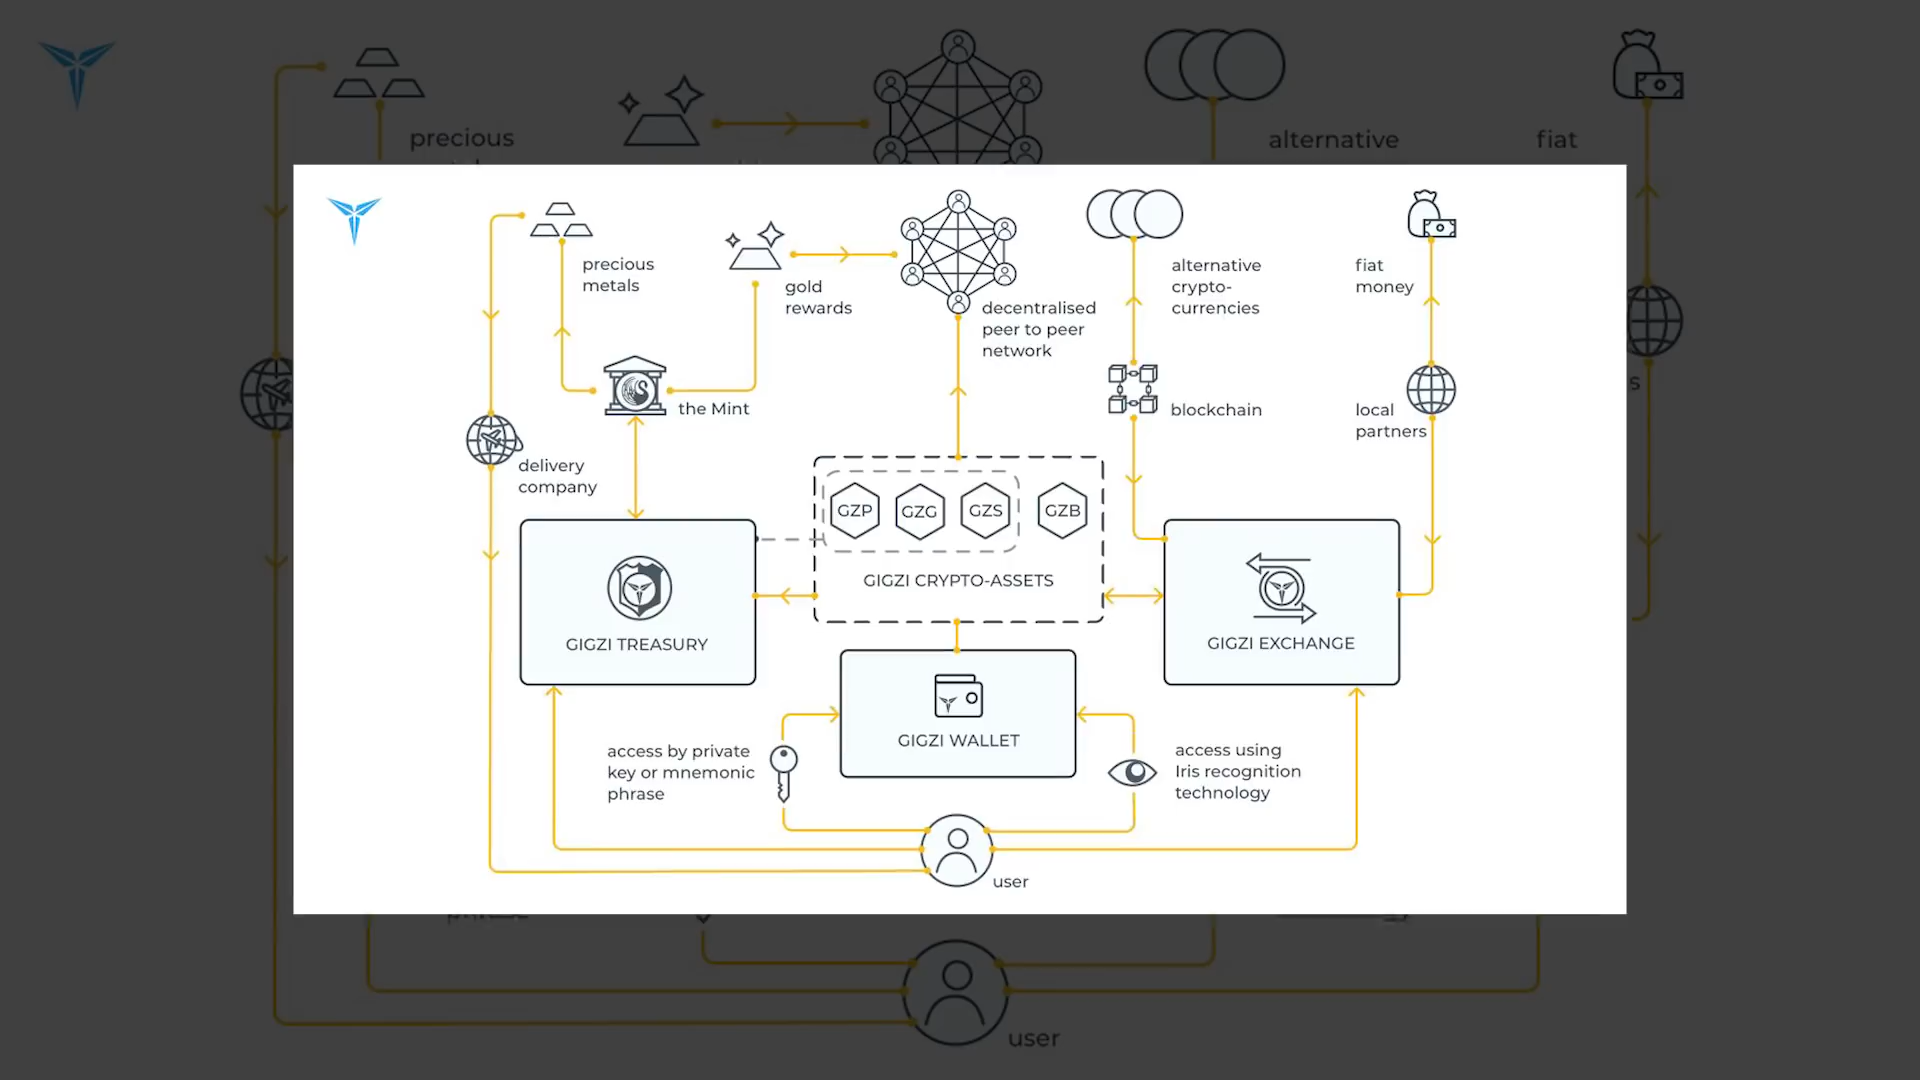 precious
alternative
fiat
precious
metals
gold
rewards
decentralised
peer to peer
network
alternative
crypto-
currencies
fiat
money
the Mint
blockchain
local
partners
delivery
company
GZP
GZG
GZS
GZB
GIGZI CRYPTO-ASSETS
GIGZI TREASURY
GIGZI EXCHANGE
GIGZI WALLET
access by private
key or mnemonic
phrase
access using
Iris recognition
technology
user
user